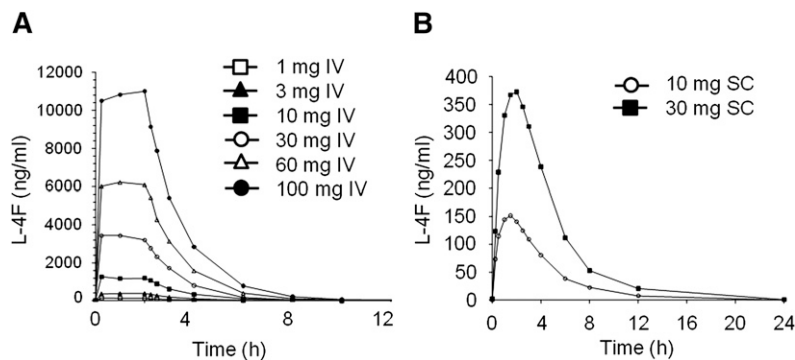 A
L-4F (ng/ml)
12000
10000
8000
6000
4000
2000
0
0 4 8 12
Time (h)
1 mg IV
3 mg IV
10 mg IV
30 mg IV
60 mg IV
100 mg IV
B
L-4F (ng/ml)
400
350
300
250
200
150
100
50
0
0 4 8 12 16 20 24
Time (h)
10 mg SC
30 mg SC